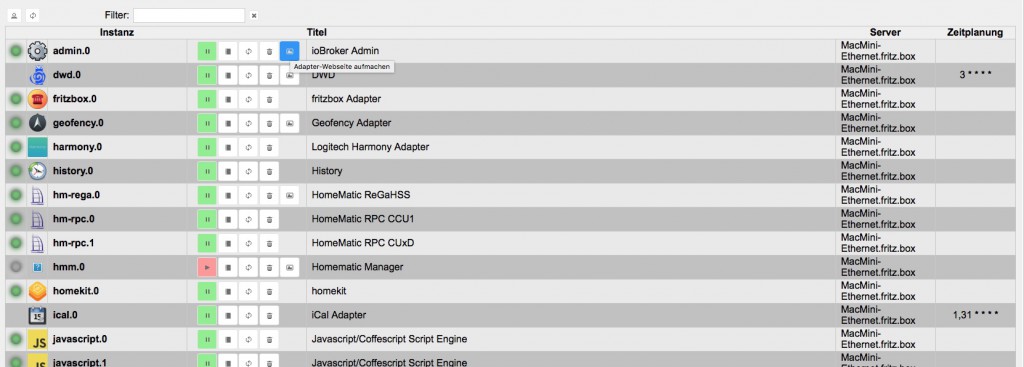 Filter:
Instanz Titel Server Zeitplanung
admin.0 ioBroker Admin MacMini-
Ethernet.fritz.box
Adapter-Webseite aufmachen
dwd.0 DWD MacMini-
Ethernet.fritz.box 3 * * * *
fritzbox.0 fritzbox Adapter MacMini-
Ethernet.fritz.box
geofency.0 Geofency Adapter MacMini-
Ethernet.fritz.box
harmony.0 Logitech Harmony Adapter MacMini-
Ethernet.fritz.box
history.0 History MacMini-
Ethernet.fritz.box
hm-rega.0 HomeMatic ReGaHSS MacMini-
Ethernet.fritz.box
hm-rpc.0 HomeMatic RPC CCU1 MacMini-
Ethernet.fritz.box
hm-rpc.1 HomeMatic RPC CUxD MacMini-
Ethernet.fritz.box
hmm.0 Homematic Manager MacMini-
Ethernet.fritz.box
homekit.0 homekit MacMini-
Ethernet.fritz.box
15 ical.0 iCal Adapter MacMini-
Ethernet.fritz.box 1,31 * * * *
JS javascript.0 Javascript/Coffescript Script Engine MacMini-
Ethernet.fritz.box
JS javascript.1 Javascript/Coffescript Script Engine MacMini-
Ethernet.fritz.box